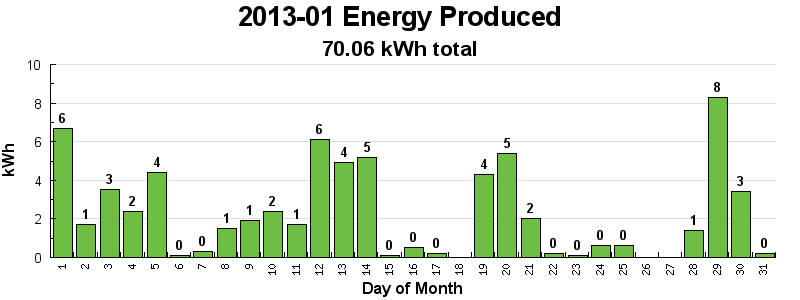 2013-01 Energy Produced
70.06 kWh total
kWh
10
8
6
4
2
0
6 1 3 2 4 0 0 1 1 2 1 6 4 5 0 0 0 4 5 2 0 0 0 0 1 8 3 0
1 2 3 4 5 6 7 8 9 10 11 12 13 14 15 16 17 18 19 20 21 22 23 24 25 26 27 28 29 30 31
Day of Month